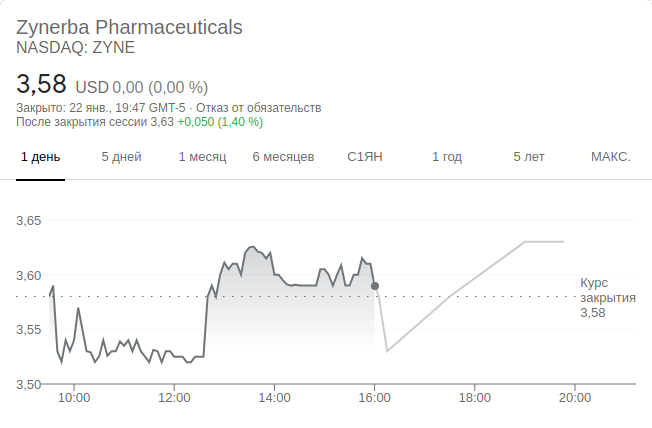 Zynerba Pharmaceuticals
NASDAQ: ZYNE
3,58 USD 0,00 (0,00 %)
Закрыто: 22 янв., 19:47 GMT-5 · Отказ от обязательств
После закрытия сессии 3,63 +0,050 (1,40 %)
1 день 5 дней 1 месяц 6 месяцев С1ЯН 1 год 5 лет МАКС.
3,65
3,60
Курс
закрытия
3,58
3,55
3,50
10:00 12:00 14:00 16:00 18:00 20:00